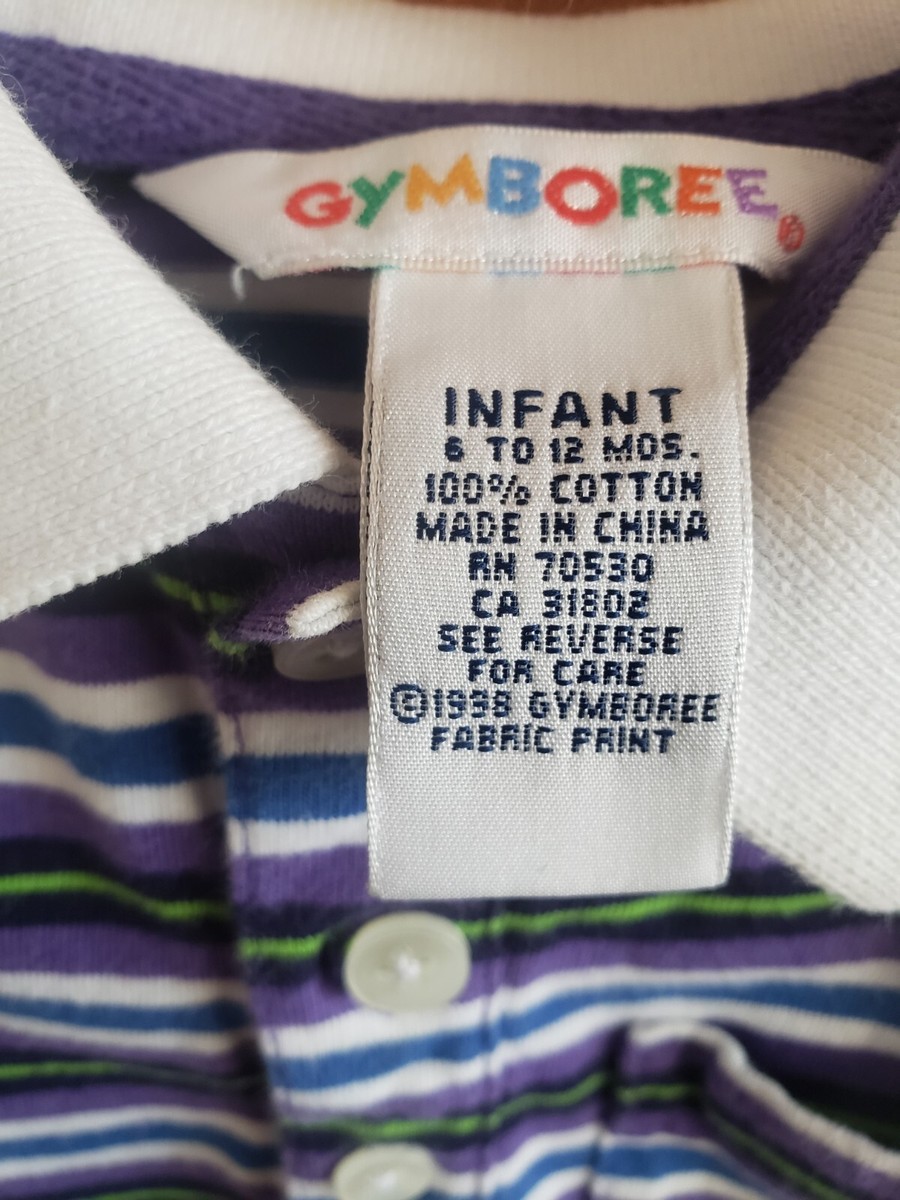 GYMBOREE®
INFANT
6 TO 12 MOS.
100% COTTON
MADE IN CHINA
RN 70530
CA 31802
SEE REVERSE
FOR CARE
©1998 GYMBOREE
FABRIC PRINT